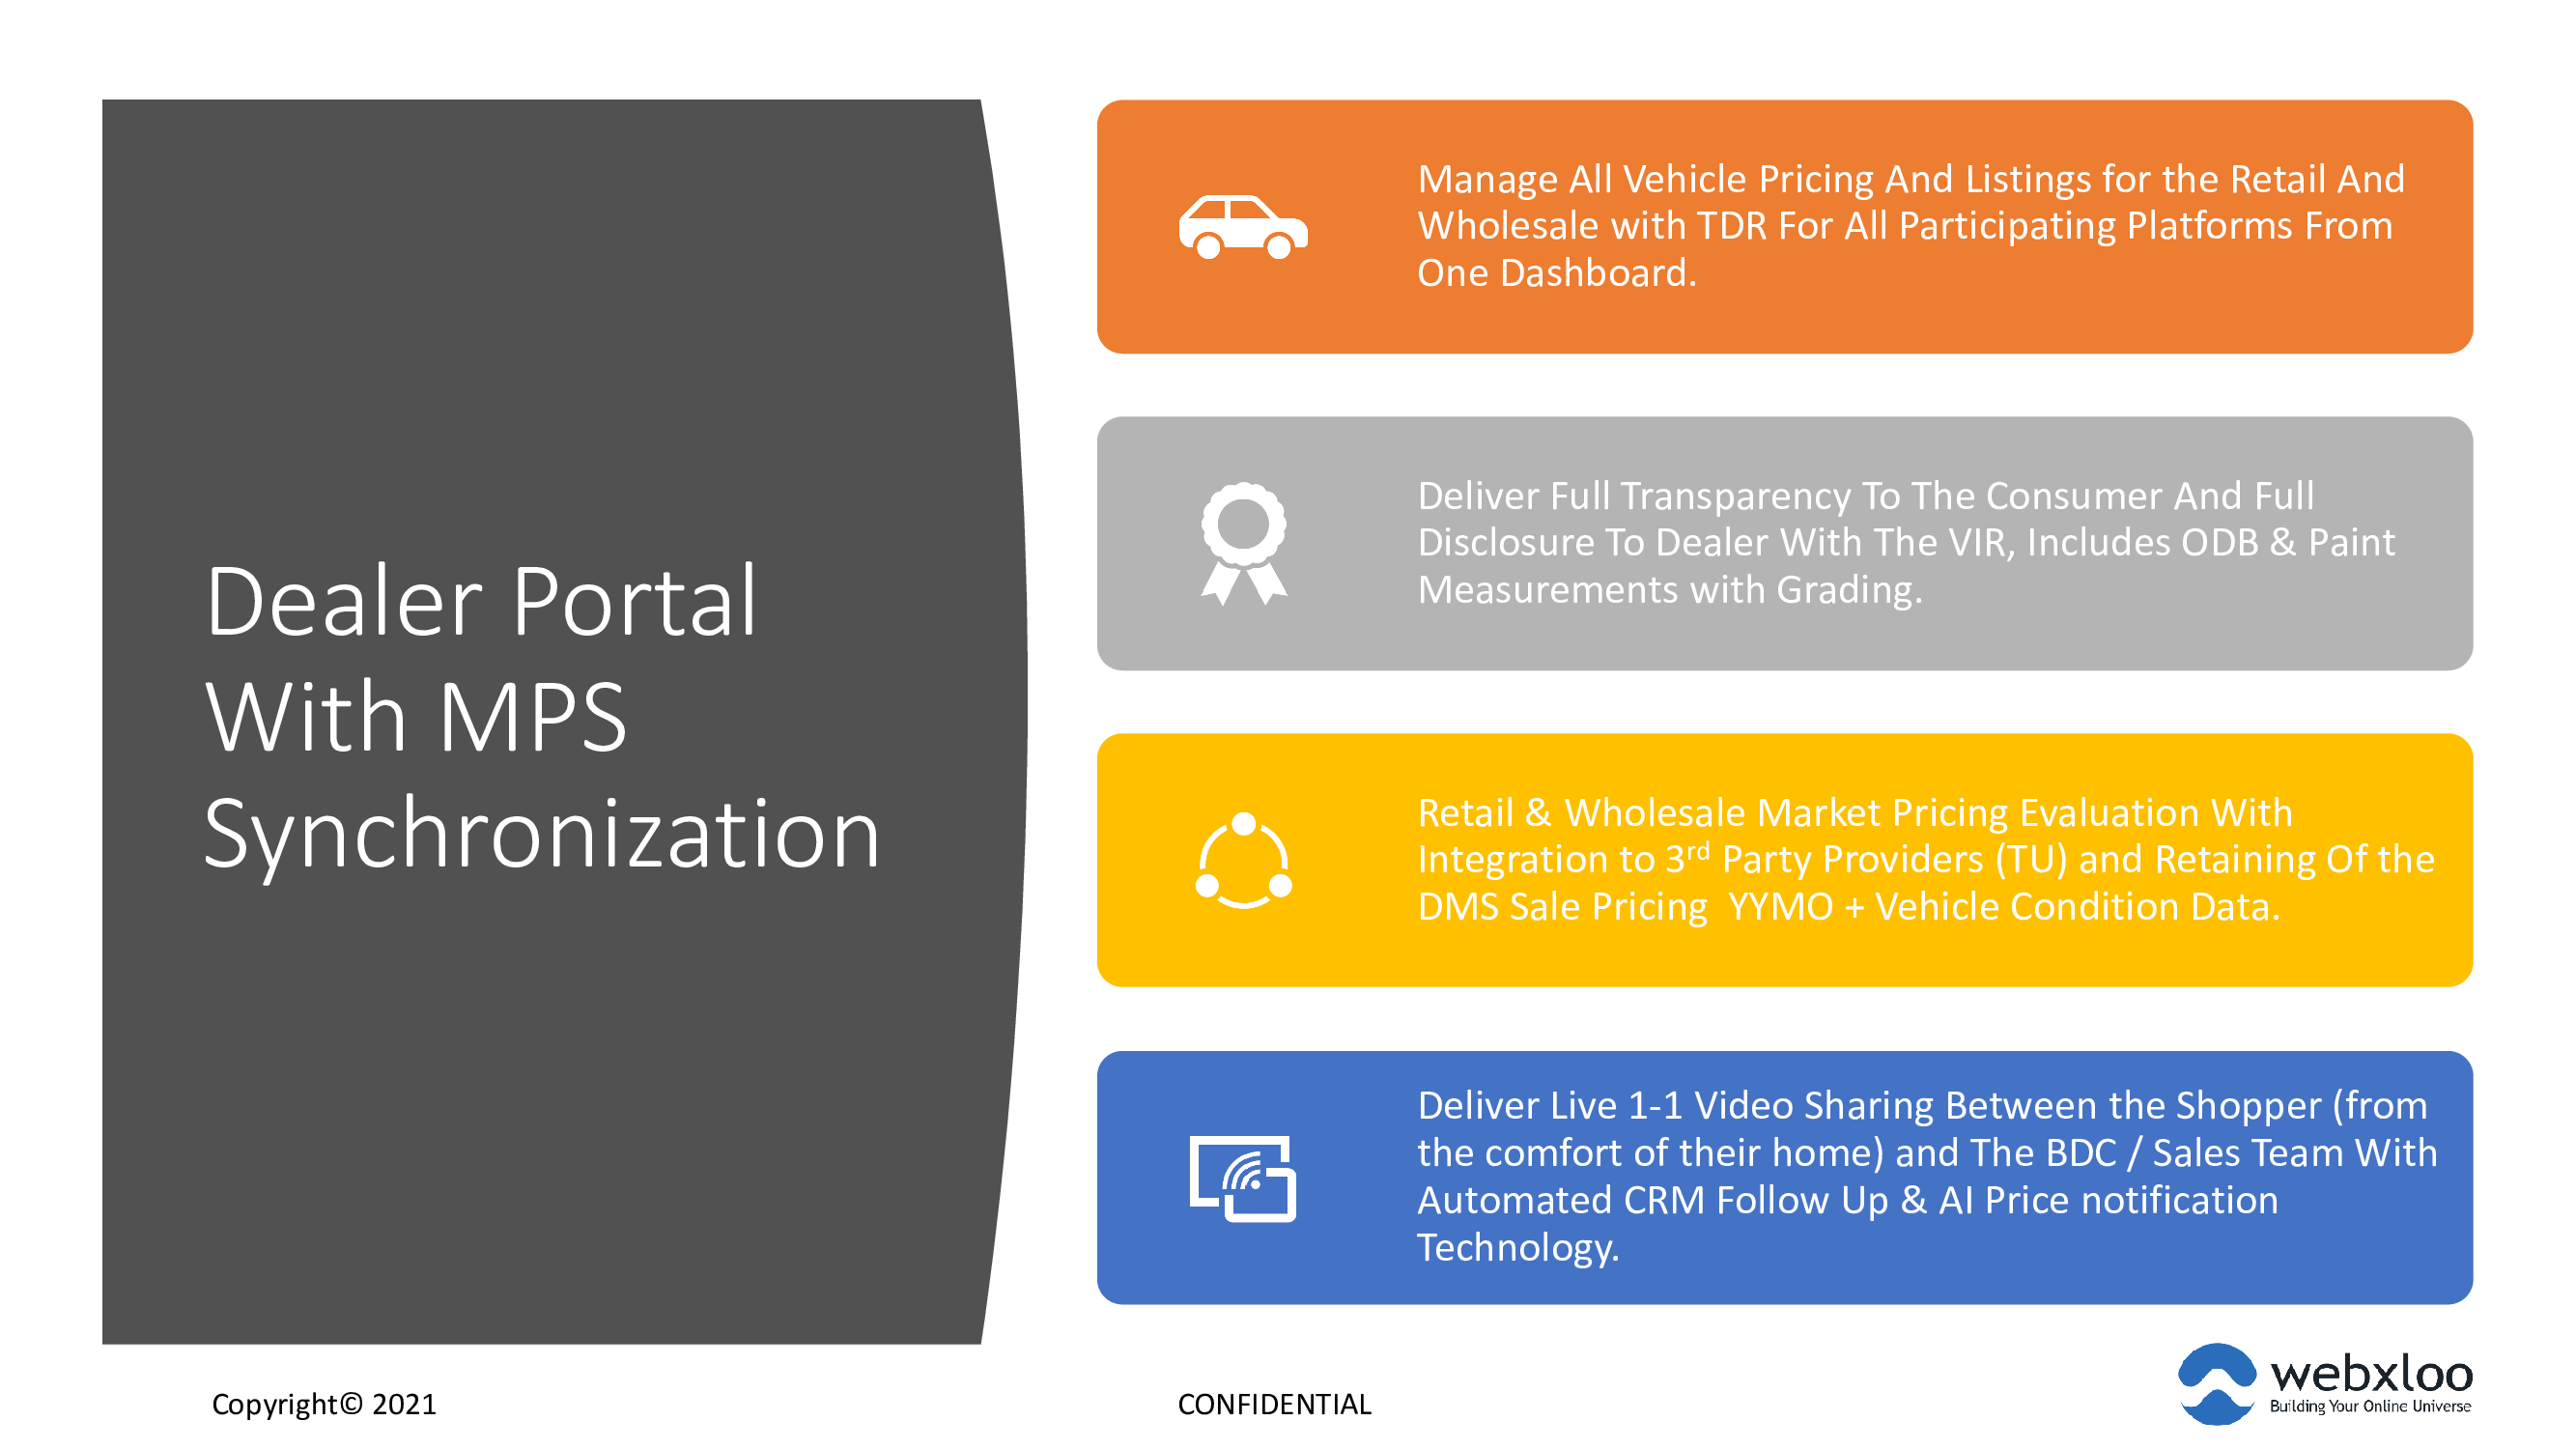 Dealer Portal
With MPS
Synchronization
Manage All Vehicle Pricing And Listings for the Retail And
Wholesale with TDR For All Participating Platforms From
One Dashboard.
Deliver Full Transparency To The Consumer And Full
Disclosure To Dealer With The VIR, Includes ODB & Paint
Measurements with Grading.
Retail & Wholesale Market Pricing Evaluation With
Integration to 3rd Party Providers (TU) and Retaining Of the
DMS Sale Pricing YYMO + Vehicle Condition Data.
Deliver Live 1-1 Video Sharing Between the Shopper (from
the comfort of their home) and The BDC / Sales Team With
Automated CRM Follow Up & AI Price notification
Technology.
Copyright© 2021
CONFIDENTIAL
webxloo
Building Your Online Universe